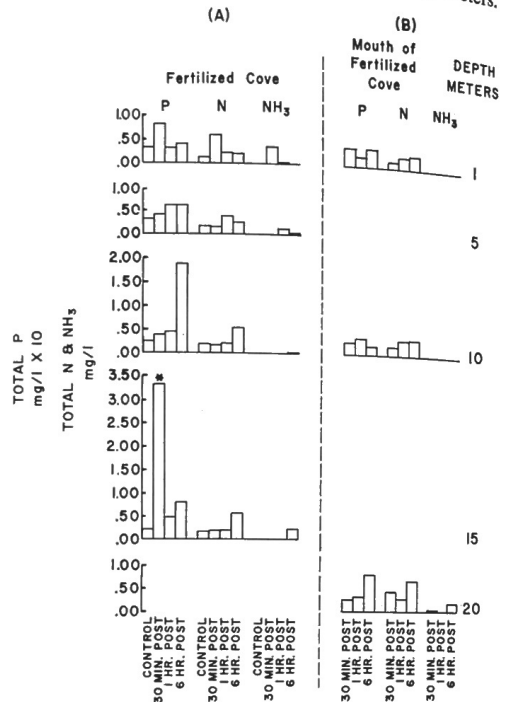 ters.
(A)
(B)
Mouth of
Fertilized
Cove
DEPTH
METERS
Fertilized Cove
P N NH3
P N NH3
1.00
.50
.00
1
1.00
.50
.00
5
2.00
1.50
1.00
.50
.00
10
TOTAL P
mg/l X 10
TOTAL N & NH3
mg/l
3.50
3.00
2.50
2.00
1.50
1.00
.50
.00
*
15
1.00
.50
.00
20
CONTROL
30 MIN. POST
1 HR. POST
6 HR. POST
CONTROL
30 MIN. POST
1 HR. POST
6 HR. POST
CONTROL
30 MIN. POST
1 HR. POST
6 HR. POST
30 MIN. POST
1 HR. POST
6 HR. POST
30 MIN. POST
1 HR. POST
6 HR. POST
30 MIN. POST
1 HR. POST
6 HR. POST